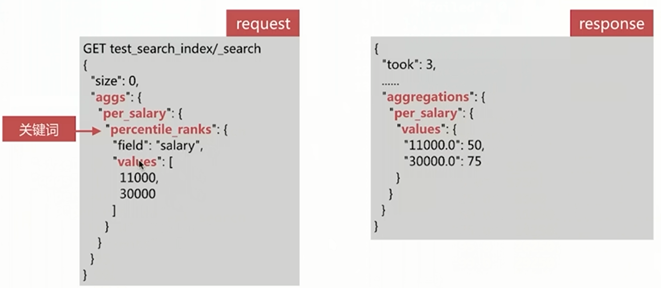 request
GET test_search_index/_search
{
"size": 0,
"aggs": {
"per_salary": {
关键词
"percentile_ranks": {
"field": "salary",
"values": [
11000,
30000
]
}
}
}
}
response
{
"took": 3,
......
"aggregations": {
"per_salary": {
"values": {
"11000.0": 50,
"30000.0": 75
}
}
}
}